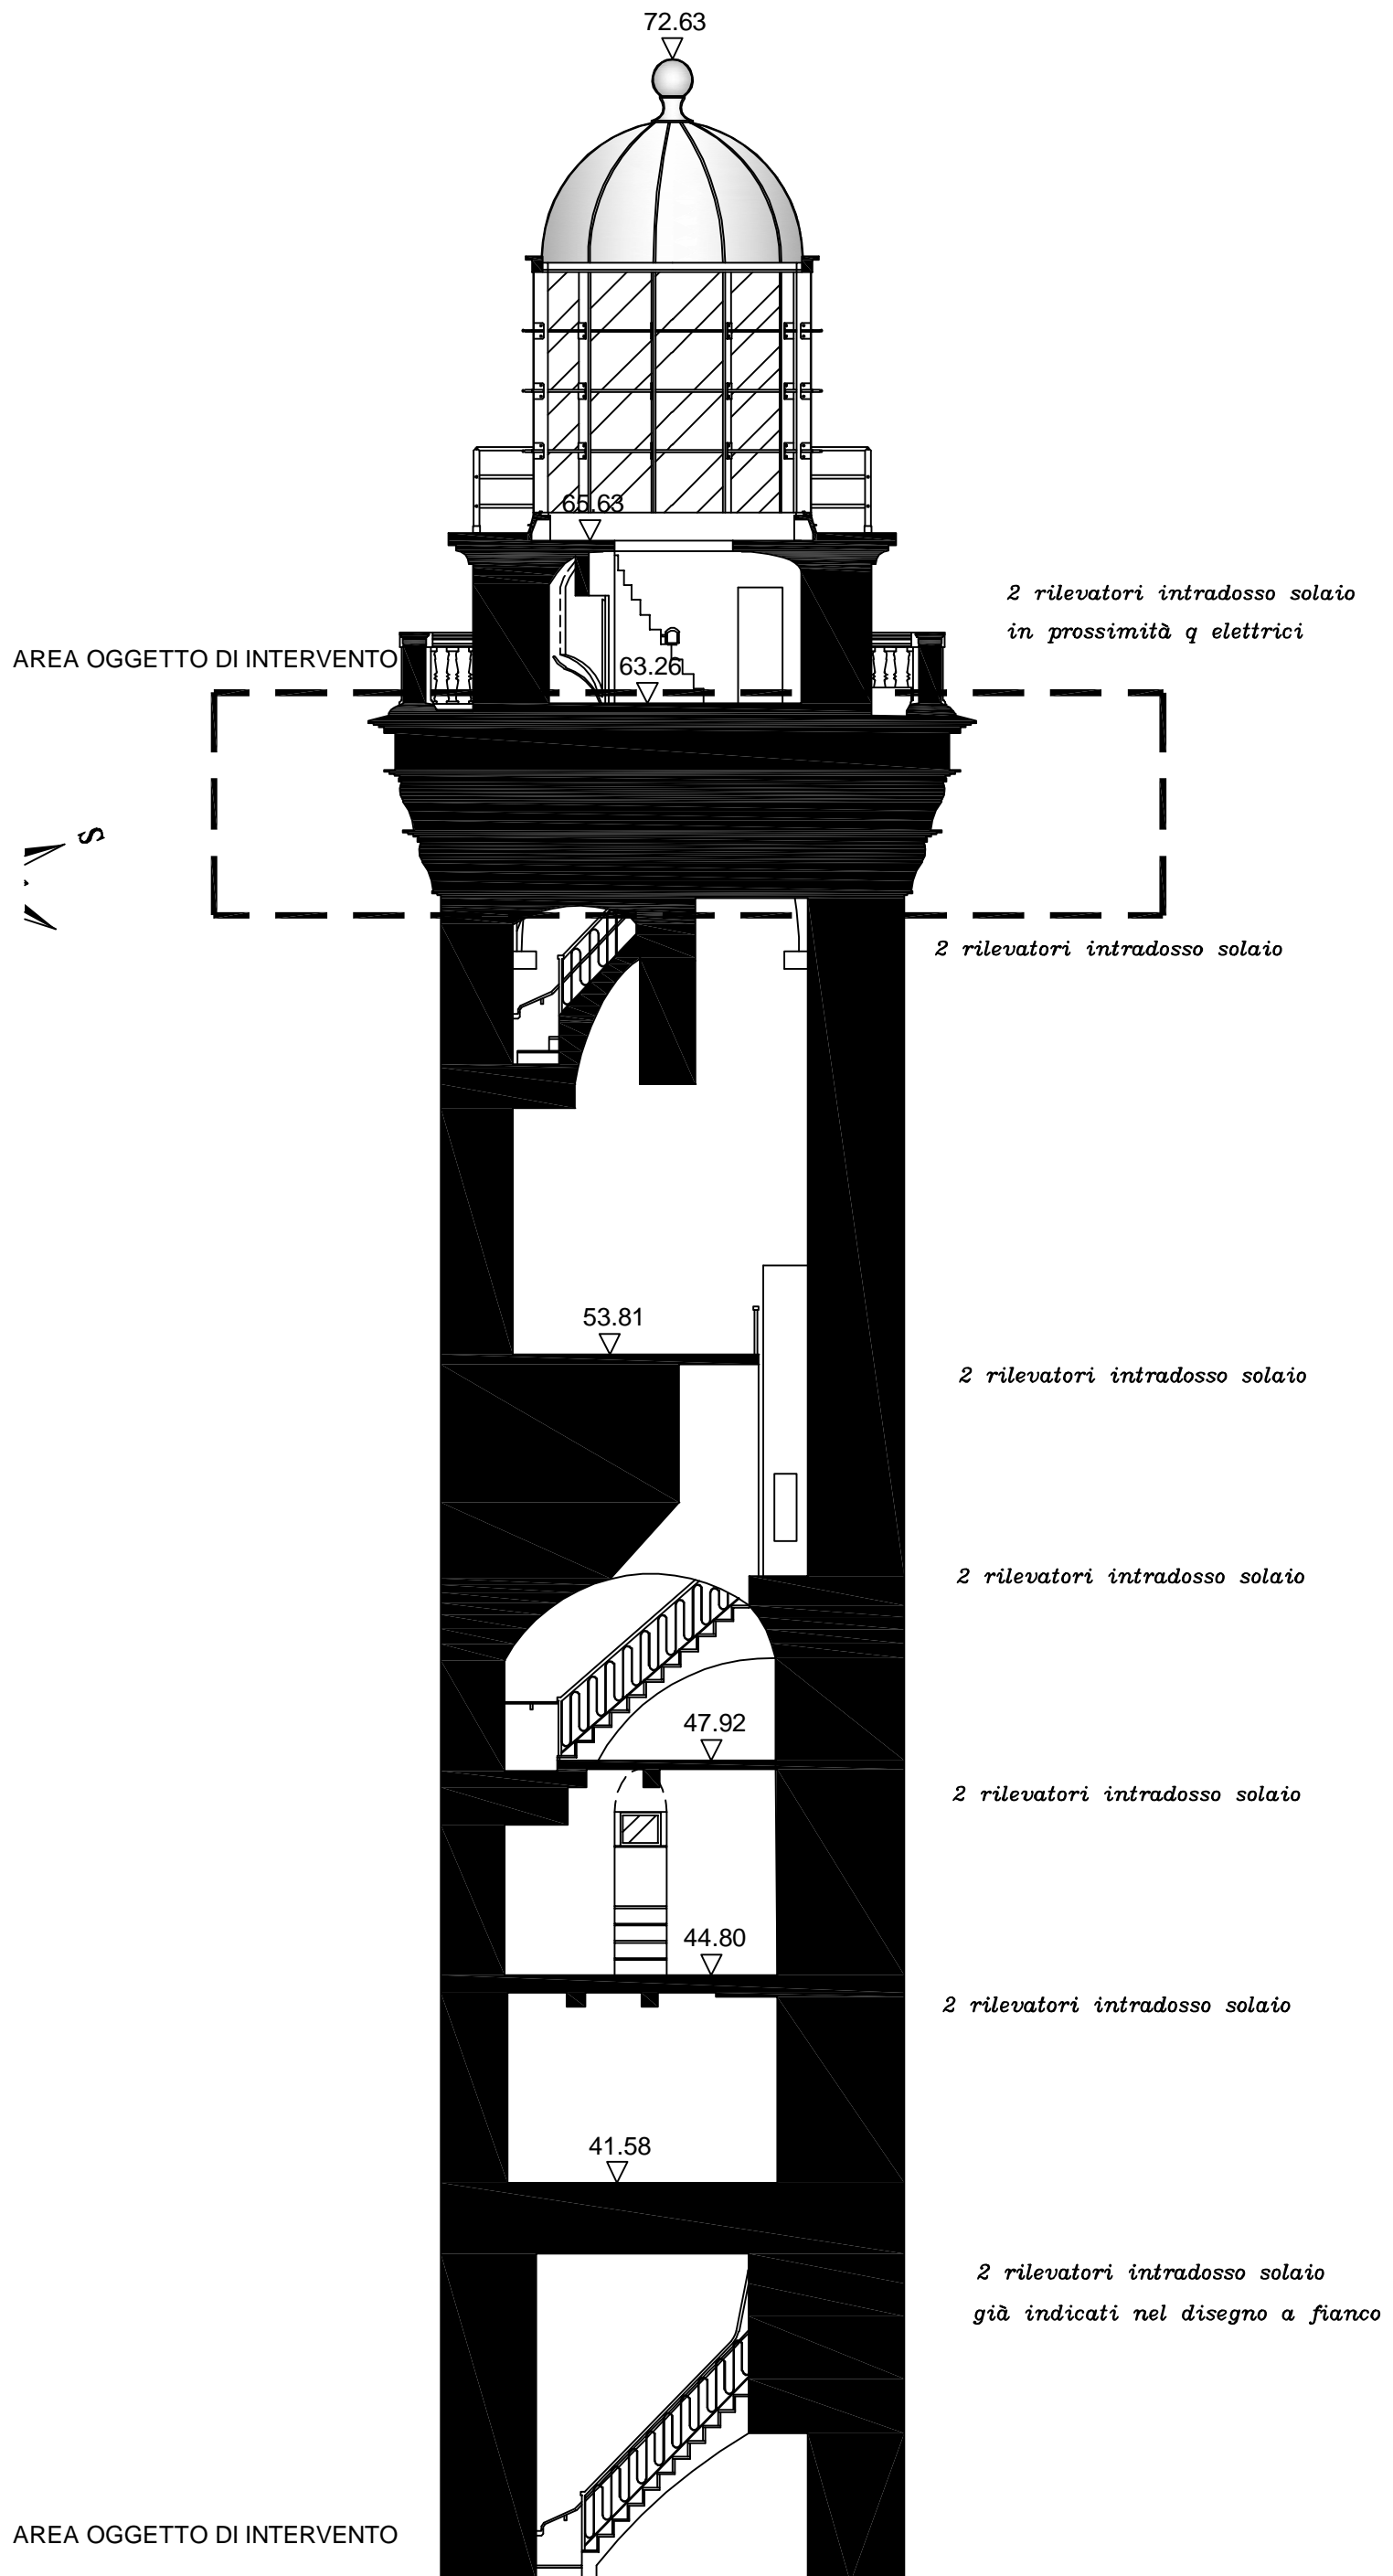 72.63
65.63
2 rilevatori intradosso solaio
in prossimità q elettrici
AREA OGGETTO DI INTERVENTO
63.26
S
2 rilevatori intradosso solaio
53.81
2 rilevatori intradosso solaio
2 rilevatori intradosso solaio
47.92
2 rilevatori intradosso solaio
44.80
2 rilevatori intradosso solaio
41.58
2 rilevatori intradosso solaio
già indicati nel disegno a fianco
AREA OGGETTO DI INTERVENTO